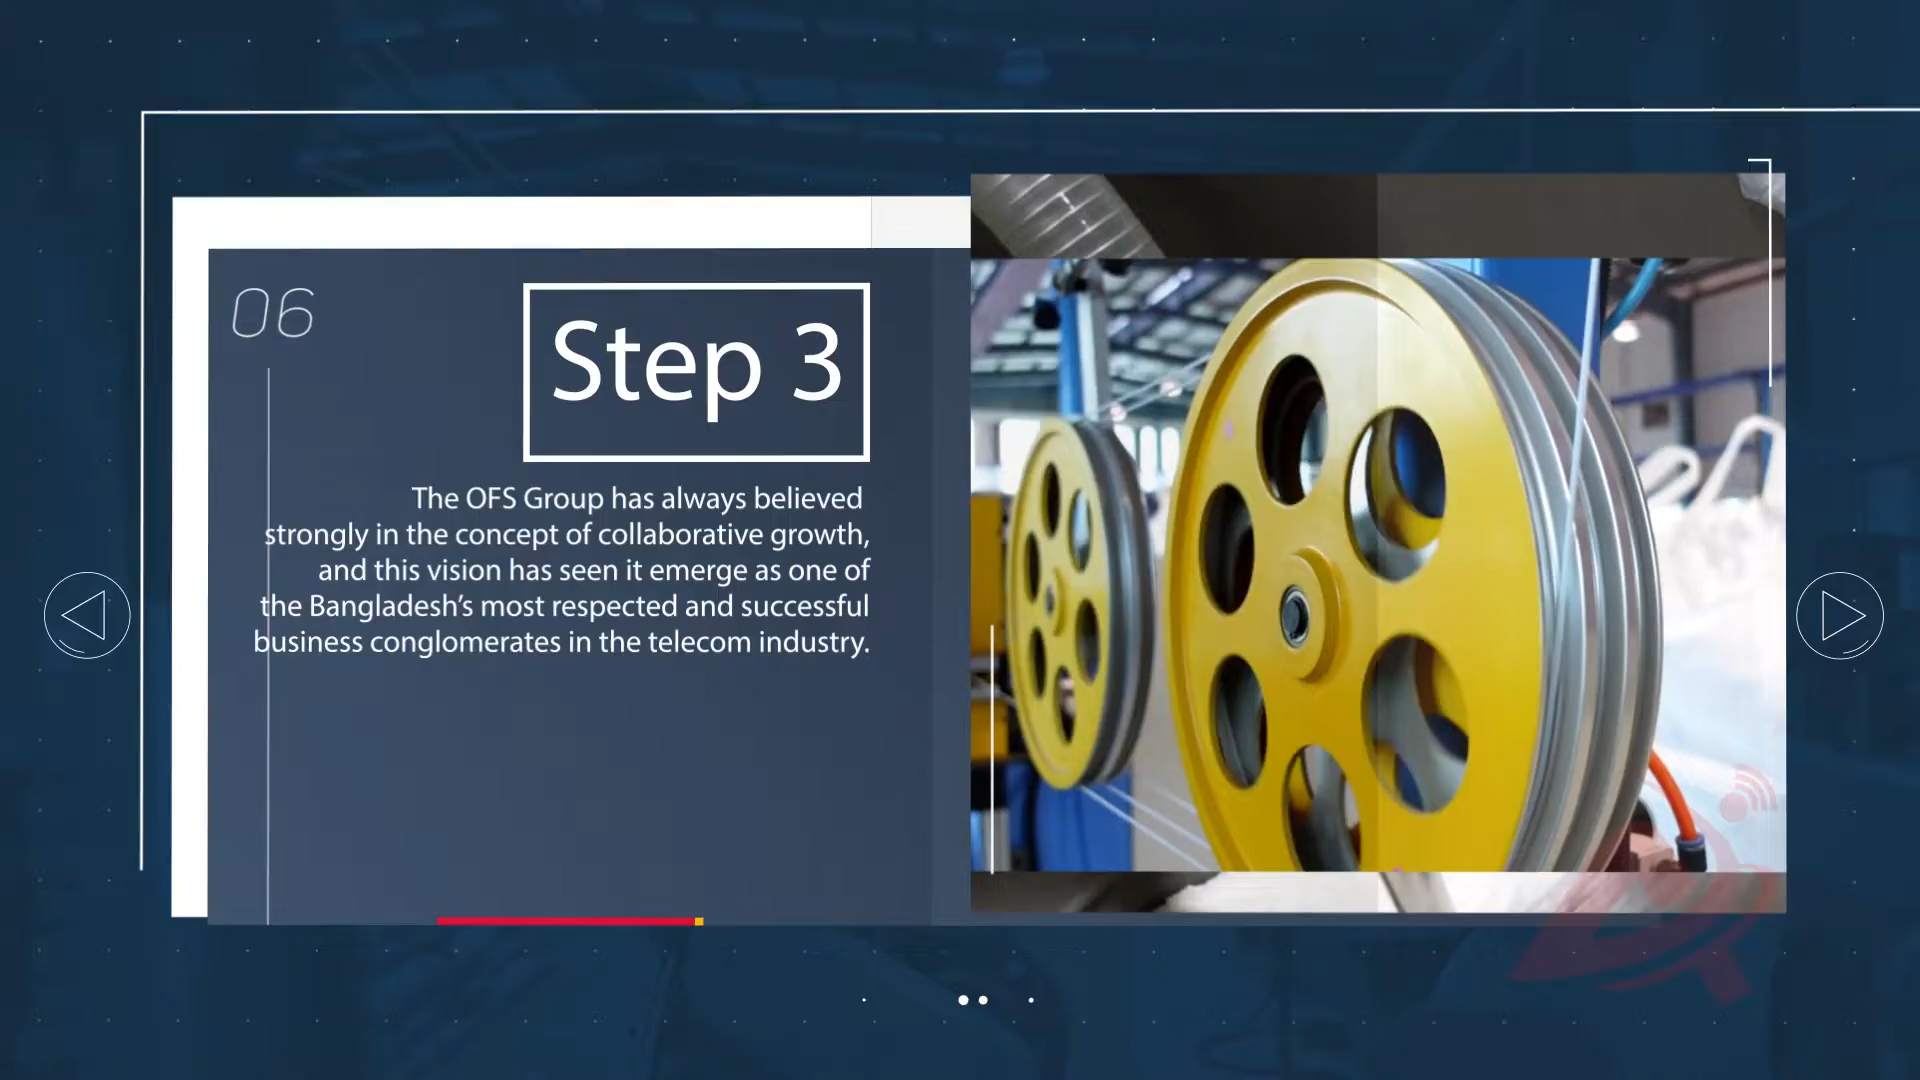 06
Step 3
The OFS Group has always believed
strongly in the concept of collaborative growth,
and this vision has seen it emerge as one of
the Bangladesh’s most respected and successful
business conglomerates in the telecom industry.